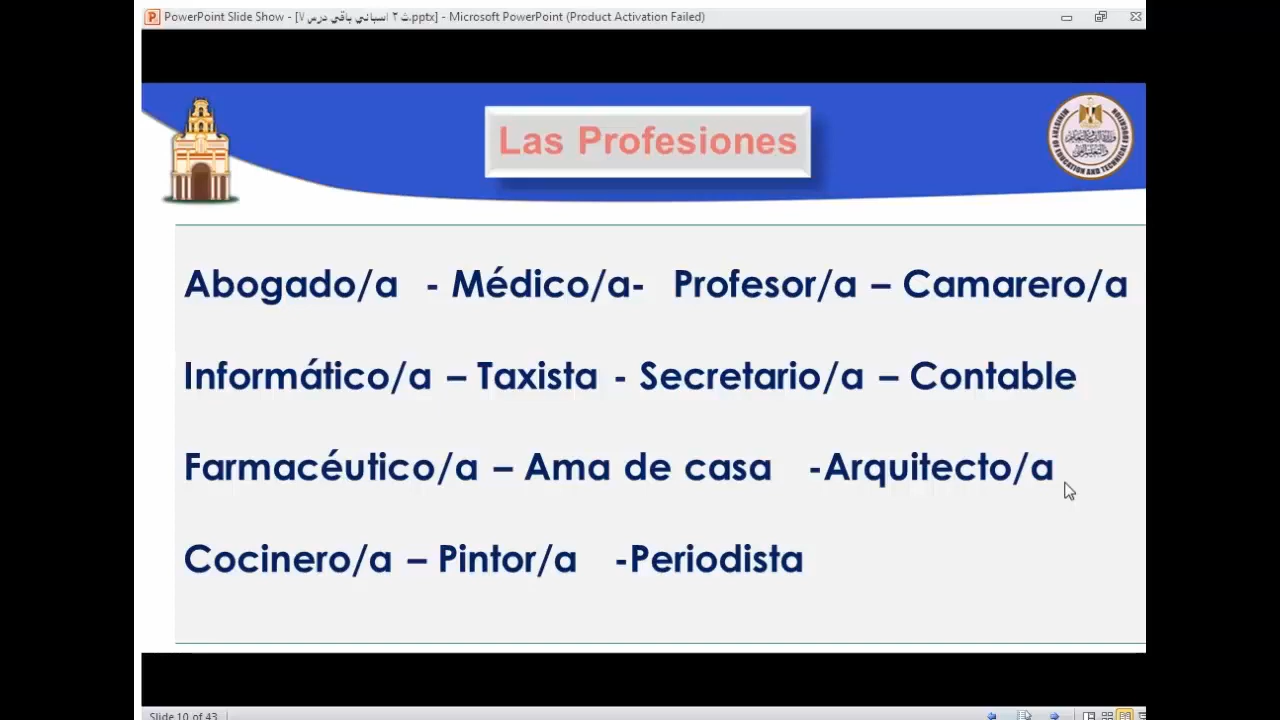 PowerPoint Slide Show - [ث ٢ اسباني باقي درس ٧.pptx] - Microsoft PowerPoint (Product Activation Failed)
Las Profesiones
Abogado/a - Médico/a- Profesor/a – Camarero/a
Informático/a – Taxista - Secretario/a – Contable
Farmacéutico/a – Ama de casa -Arquitecto/a
Cocinero/a – Pintor/a -Periodista
Slide 10 of 43